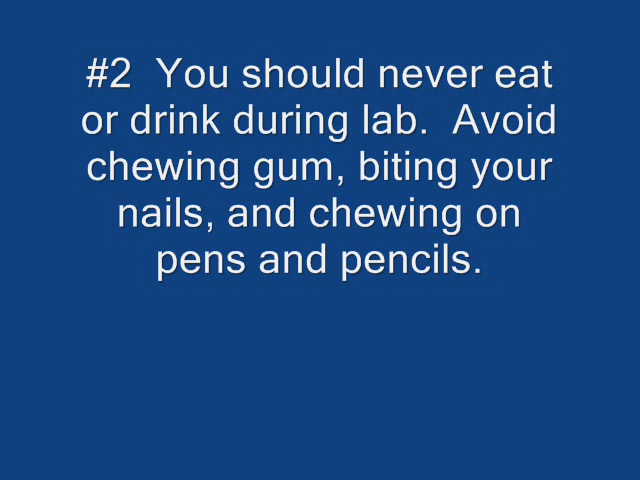 #2  You should never eat
or drink during lab.  Avoid
chewing gum, biting your
nails, and chewing on
pens and pencils.